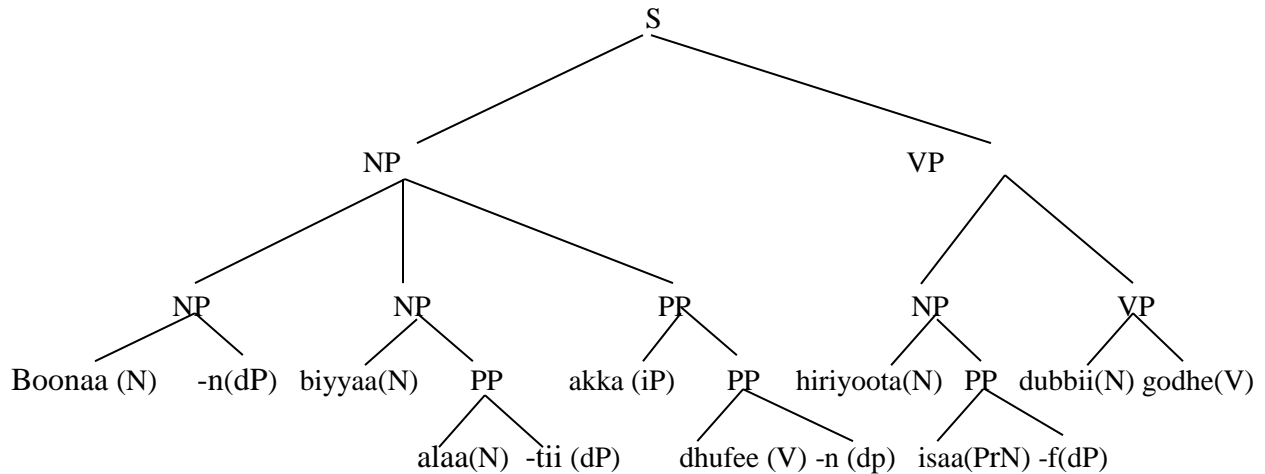 S
NP VP
NP NP PP NP VP
Boonaa (N) -n(dP) biyyaa(N) PP akka (iP) PP hiriyoota(N) PP dubbii(N) godhe(V)
alaa(N) -tii (dP) dhufee (V) -n (dp) isaa(PrN) -f(dP)